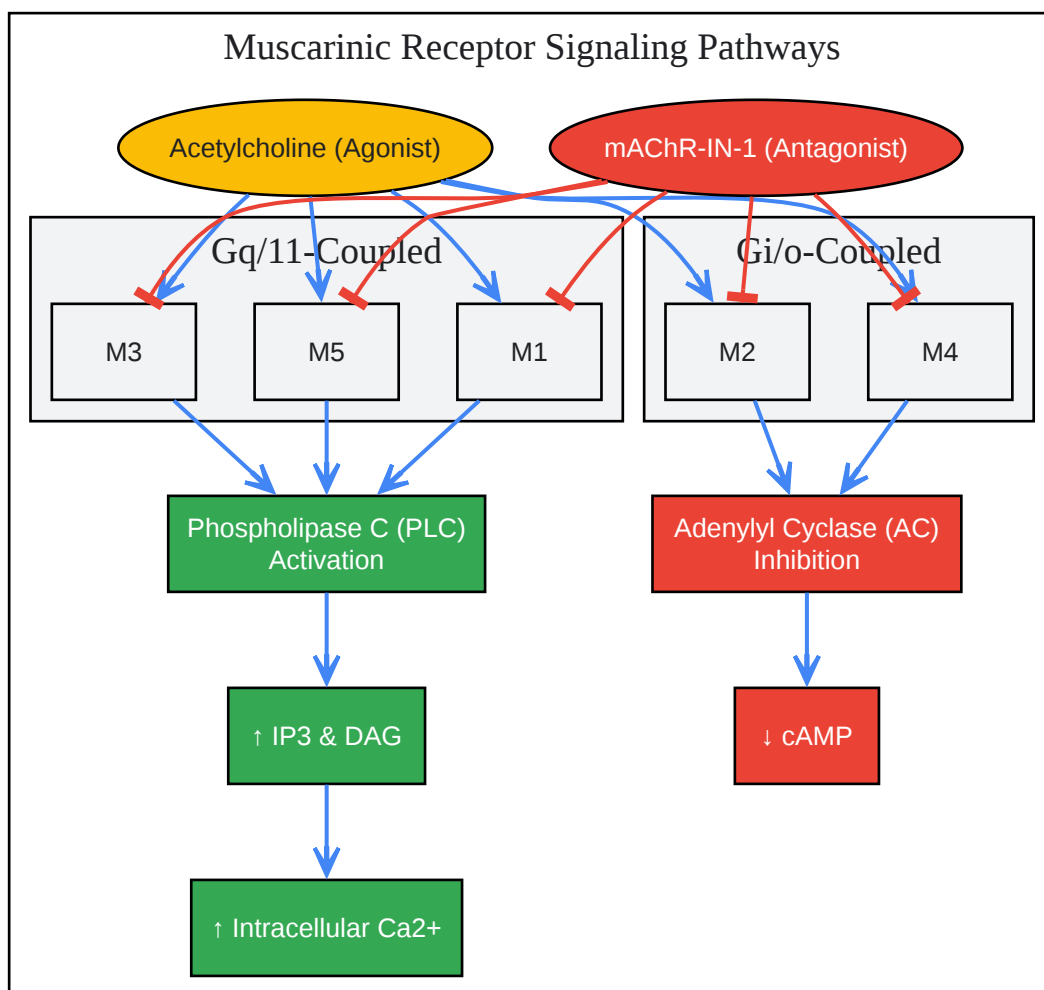 Muscarinic Receptor Signaling Pathways
Acetylcholine (Agonist)
mAChR-IN-1 (Antagonist)
Gq/11-Coupled
Gi/o-Coupled
M3
M5
M1
M2
M4
Phospholipase C (PLC)
Activation
Adenylyl Cyclase (AC)
Inhibition
↑ IP3 & DAG
↓ cAMP
↑ Intracellular Ca2+